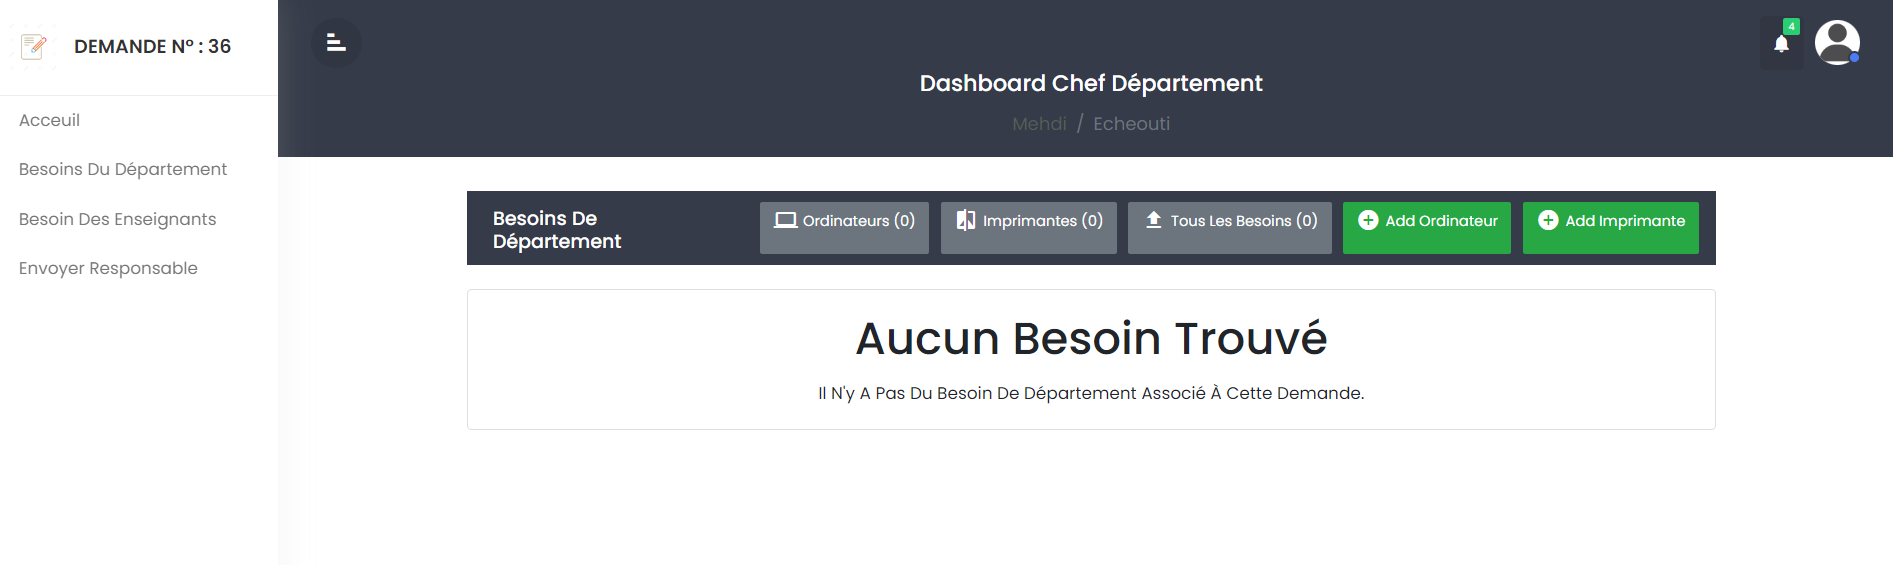 DEMANDE N° : 36
Acceuil
Besoins Du Département
Besoin Des Enseignants
Envoyer Responsable
4
Dashboard Chef Département
Mehdi / Echeouti
Besoins De
Département
Ordinateurs (0)
Imprimantes (0)
Tous Les Besoins (0)
Add Ordinateur
Add Imprimante
Aucun Besoin Trouvé
Il N'y A Pas Du Besoin De Département Associé À Cette Demande.